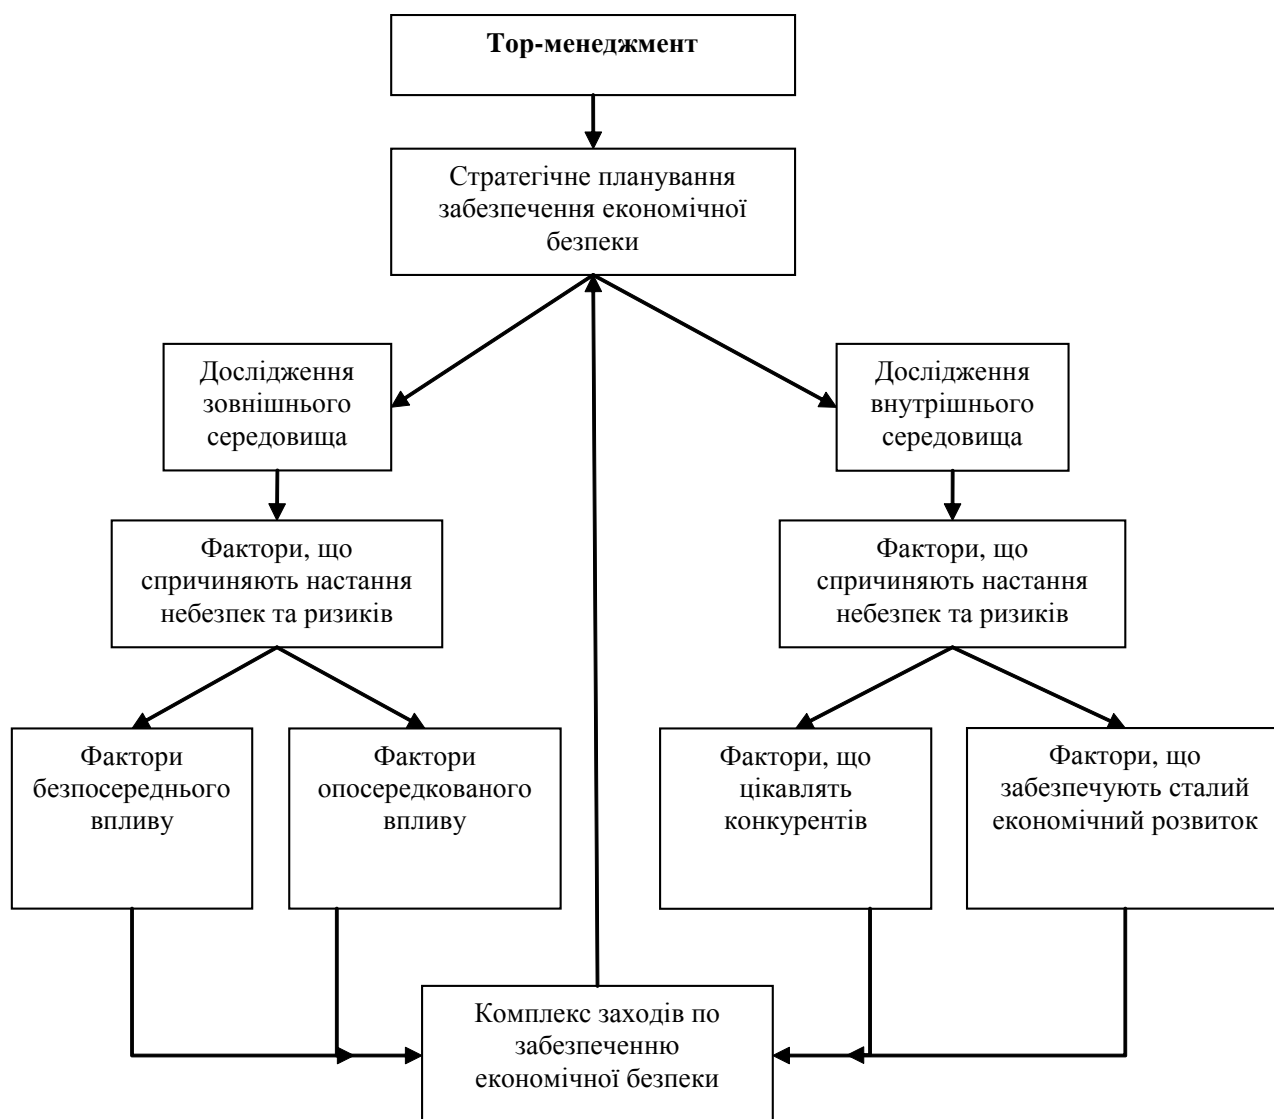 Тор-менеджмент
Стратегічне планування
забезпечення економічної
безпеки
Дослідження
зовнішнього
середовища
Дослідження
внутрішнього
середовища
Фактори, що
спричиняють настання
небезпек та ризиків
Фактори, що
спричиняють настання
небезпек та ризиків
Фактори
безпосереднього
впливу
Фактори
опосередкованого
впливу
Фактори, що
цікавлять
конкурентів
Фактори, що
забезпечують сталий
економічний розвиток
Комплекс заходів по
забезпеченню
економічної безпеки